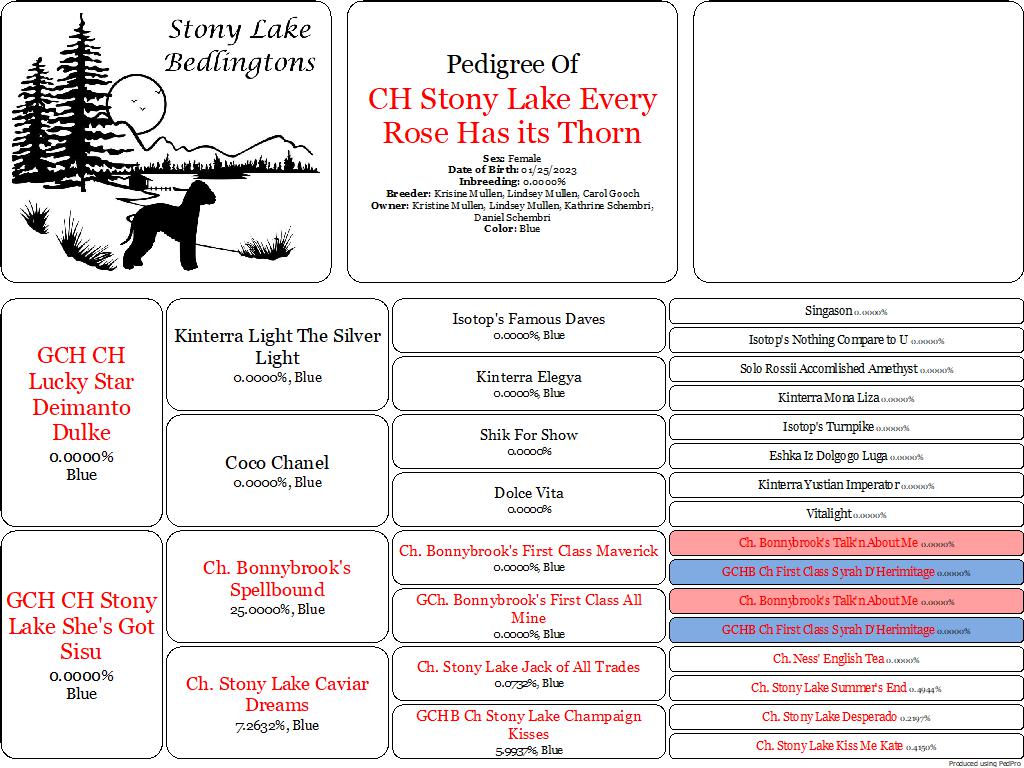 Stony Lake
Bedlingtons
Pedigree Of
CH Stony Lake Every
Rose Has its Thorn
Sex: Female
Date of Birth: 01/25/2023
Inbreeding: 0.0000%
Breeder: Krisine Mullen, Lindsey Mullen, Carol Gooch
Owner: Kristine Mullen, Lindsey Mullen, Kathrine Schembri,
Daniel Schembri
Color: Blue
GCH CH
Lucky Star
Deimanto
Dulke
0.0000%
Blue
GCH CH Stony
Lake She's Got
Sisu
0.0000%
Blue
Kinterra Light The Silver
Light
0.0000%, Blue
Coco Chanel
0.0000%, Blue
Ch. Bonnybrook's
Spellbound
25.0000%, Blue
Ch. Stony Lake Caviar
Dreams
7.2632%, Blue
Isotop's Famous Daves
0.0000%, Blue
Kinterra Elegya
0.0000%, Blue
Shik For Show
0.0000%
Dolce Vita
0.0000%
Ch. Bonnybrook's First Class Maverick
0.0000%, Blue
GCh. Bonnybrook's First Class All
Mine
0.0000%, Blue
Ch. Stony Lake Jack of All Trades
0.0732%, Blue
GCHB Ch Stony Lake Champaign
Kisses
5.9937%, Blue
Singason 0.0000%
Isotop's Nothing Compare to U 0.0000%
Solo Rossii Accomlished Amethyst 0.0000%
Kinterra Mona Liza 0.0000%
Isotop's Turnpike 0.0000%
Eshka Iz Dolgogo Luga 0.0000%
Kinterra Yustian Imperator 0.0000%
Vitalight 0.0000%
Ch. Bonnybrook's Talk'n About Me 0.0000%
GCHB Ch First Class Syrah D'Herimitage 0.0000%
Ch. Bonnybrook's Talk'n About Me 0.0000%
GCHB Ch First Class Syrah D'Herimitage 0.0000%
Ch. Ness' English Tea 0.0000%
Ch. Stony Lake Summer's End 0.4944%
Ch. Stony Lake Desperado 0.2197%
Ch. Stony Lake Kiss Me Kate 0.4150%
Produced using PedPro